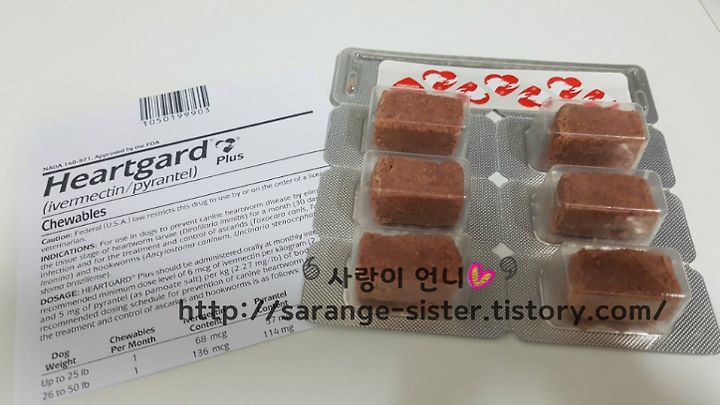 1050199903
NADA 140-971, Approved by the FDA
Heartgard®
Plus
(ivermectin/pyrantel)
Chewables
Caution: Federal (U.S.A.) law restricts this drug to use by or on the order of a
veterinarian.
INDICATIONS: For use in dogs to prevent canine heartworm disease by
the tissue stage of heartworm larvae (Dirofilaria immitis) for a month (30
infection and for the treatment and control of ascarids (Toxocara canis,
leonina) and hookworms (Ancylostoma caninum, Uncinaria stenocephala
DOSAGE: HEARTGARD® Plus should be administered orally at monthly
recommended minimum dose level of 6 mcg of ivermectin per kilogram
and 5 mg of pyrantel (as pamoate salt) per kg (2.27 mg/lb) of
recommended dosing schedule for prevention of canine heartworm
the treatment and control of ascarids and hookworms is as follows
Dog
Weight
Chewables
Per Month
Content
Up to 25 lb
1
68 mcg
26 to 50 lb
1
136 mcg
114 mg
사랑이 언니
http://sarange-sister.tistory.com/